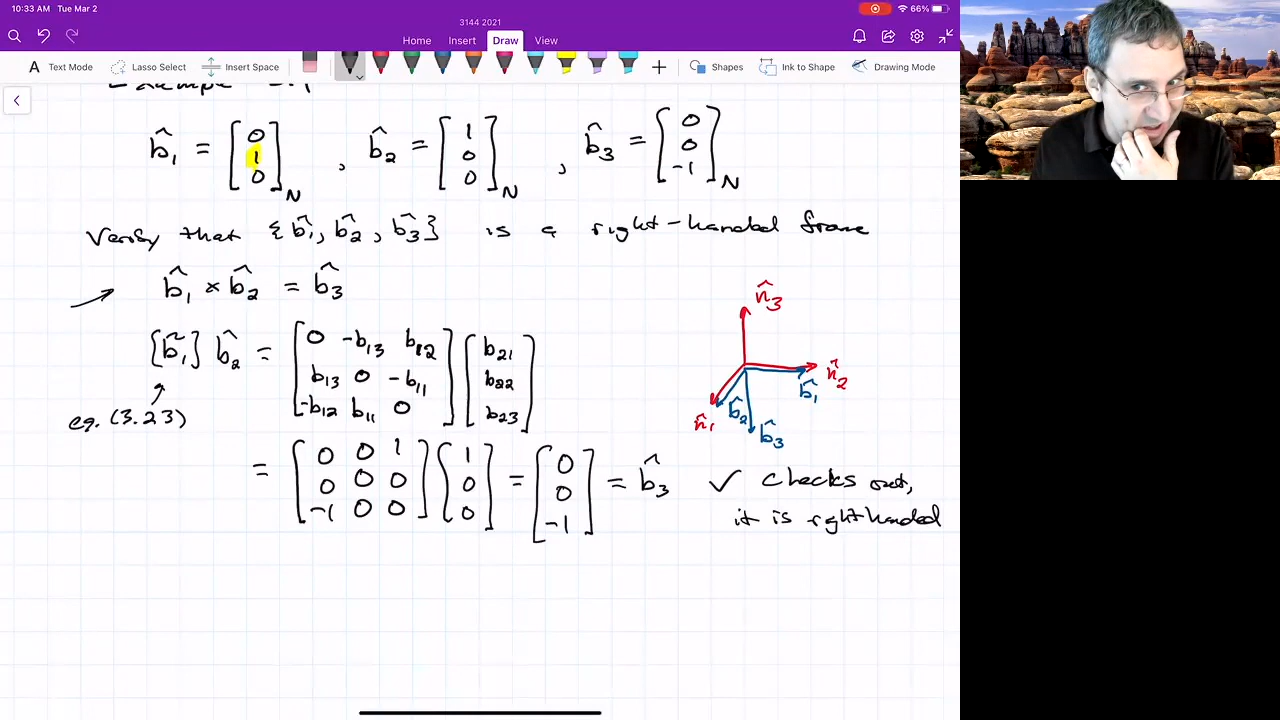 10:33 AM Tue Mar 2
66%
3144 2021
Home Insert Draw View
Text Mode Lasso Select Insert Space Shapes Ink to Shape Drawing Mode
b̂₁ = [0 1 0]_N , b̂₂ = [1 0 0]_N , b̂₃ = [0 0 -1]_N
Verify that {b̂₁, b̂₂, b̂₃} is a right-handed frame
b̂₁ × b̂₂ = b̂₃
[b̃₁] b̂₂ = [0 -b₁₃ b₁₂; b₁₃ 0 -b₁₁; -b₁₂ b₁₁ 0] [b₂₁ b₂₂ b₂₃]
eq. (3.23)
= [0 0 1; 0 0 0; -1 0 0] [1 0 0] = [0 0 -1] = b̂₃ ✓ checks out,
it is right handed
n̂₃
n̂₂
b̂₁
n̂₁
b̂₂
b̂₃